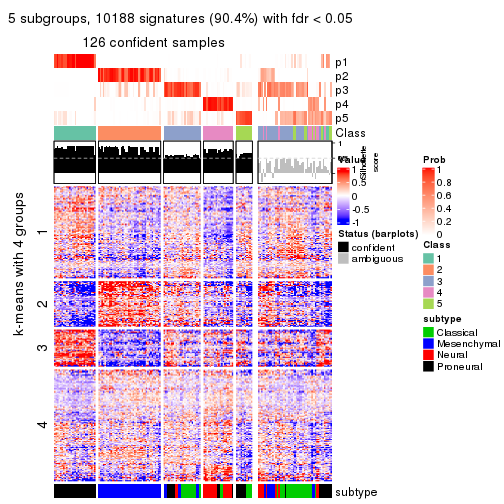 5 subgroups, 10188 signatures (90.4%) with fdr < 0.05
126 confident samples
p1
p2
p3
p4
p5
Class
1
0.5
Silhouette
score
k-means with 4 groups
1
2
3
4
Value
1
0.5
0
-0.5
-1
Status (barplots)
confident
ambiguous
Prob
1
0.8
0.6
0.4
0.2
0
Class
1
2
3
4
5
subtype
Classical
Mesenchymal
Neural
Proneural
subtype